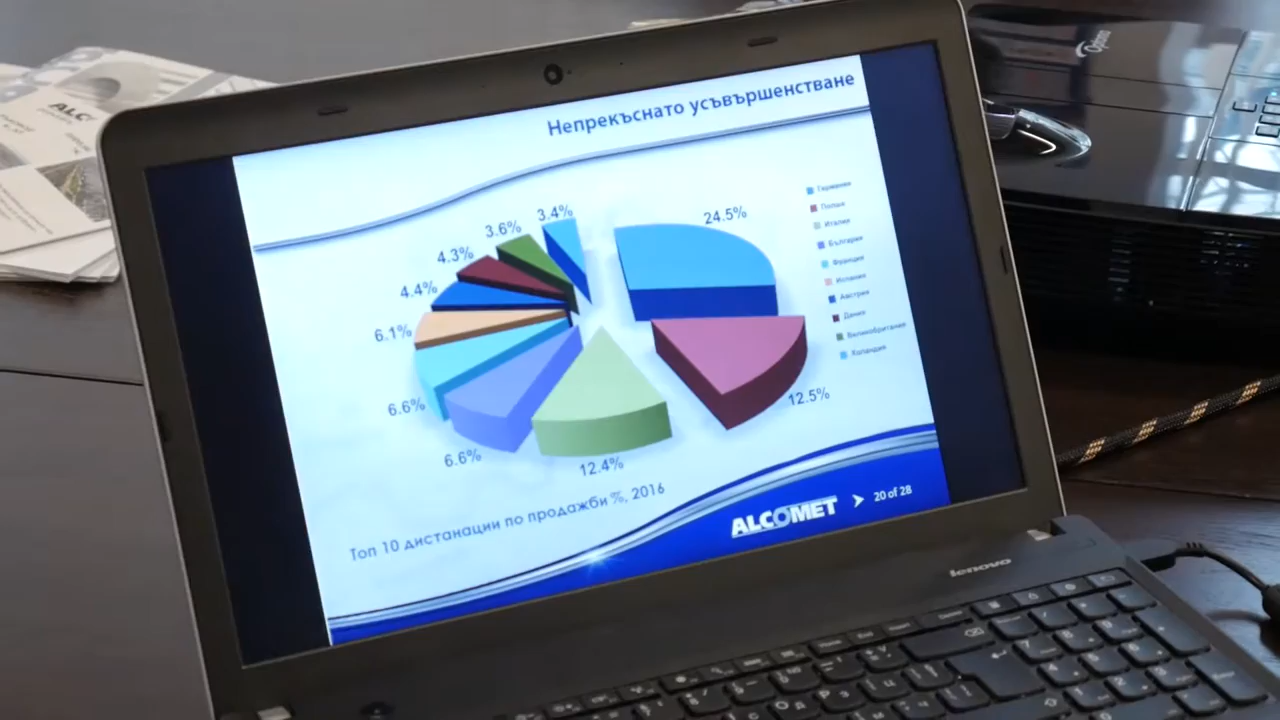 Optoma
ALC
Непрекъснато усъвършенстване
3.4%
24.5%
3.6%
4.3%
4.4%
6.1%
6.6%
6.6%
12.4%
12.5%
Германия
Полша
Италия
България
Франция
Испания
Австрия
Дания
Великобритания
Холандия
Топ 10 дистанации по продажби %, 2016
ALCOMET
20 of 28
lenovo